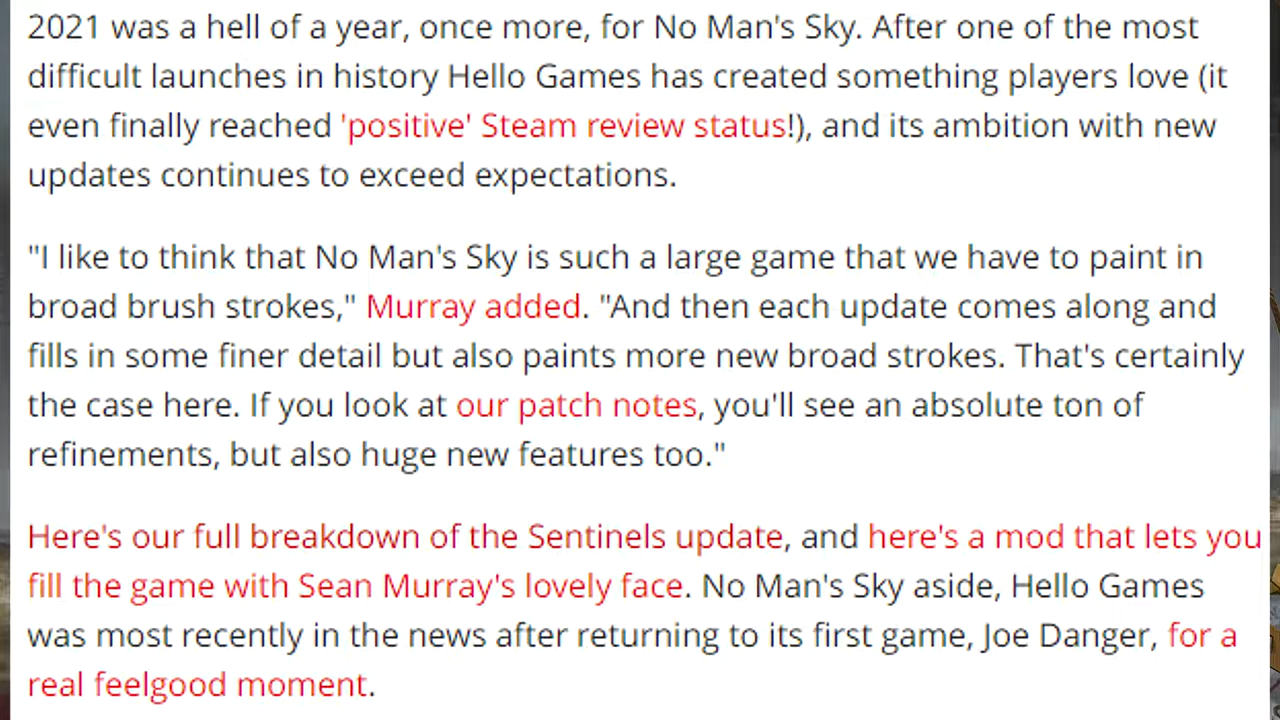 2021 was a hell of a year, once more, for No Man's Sky. After one of the most
difficult launches in history Hello Games has created something players love (it
even finally reached 'positive' Steam review status!), and its ambition with new
updates continues to exceed expectations.
"I like to think that No Man's Sky is such a large game that we have to paint in
broad brush strokes," Murray added. "And then each update comes along and
fills in some finer detail but also paints more new broad strokes. That's certainly
the case here. If you look at our patch notes, you'll see an absolute ton of
refinements, but also huge new features too."
Here's our full breakdown of the Sentinels update, and here's a mod that lets you
fill the game with Sean Murray's lovely face. No Man's Sky aside, Hello Games
was most recently in the news after returning to its first game, Joe Danger, for a
real feelgood moment.